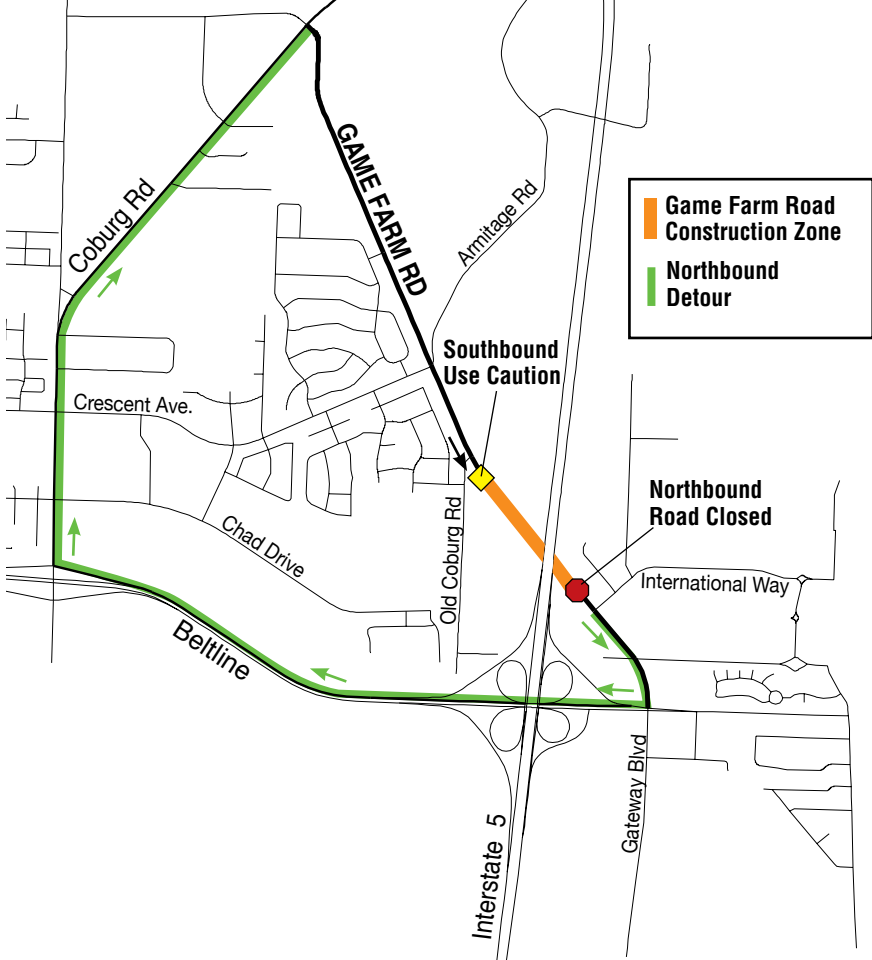 GAME FARM RD
Coburg Rd
Armitage Rd
Game Farm Road
Construction Zone
Northbound
Detour
Southbound
Use Caution
Crescent Ave.
Northbound
Road Closed
Chad Drive
Old Coburg Rd
International Way
Beltline
Gateway Blvd
Interstate 5